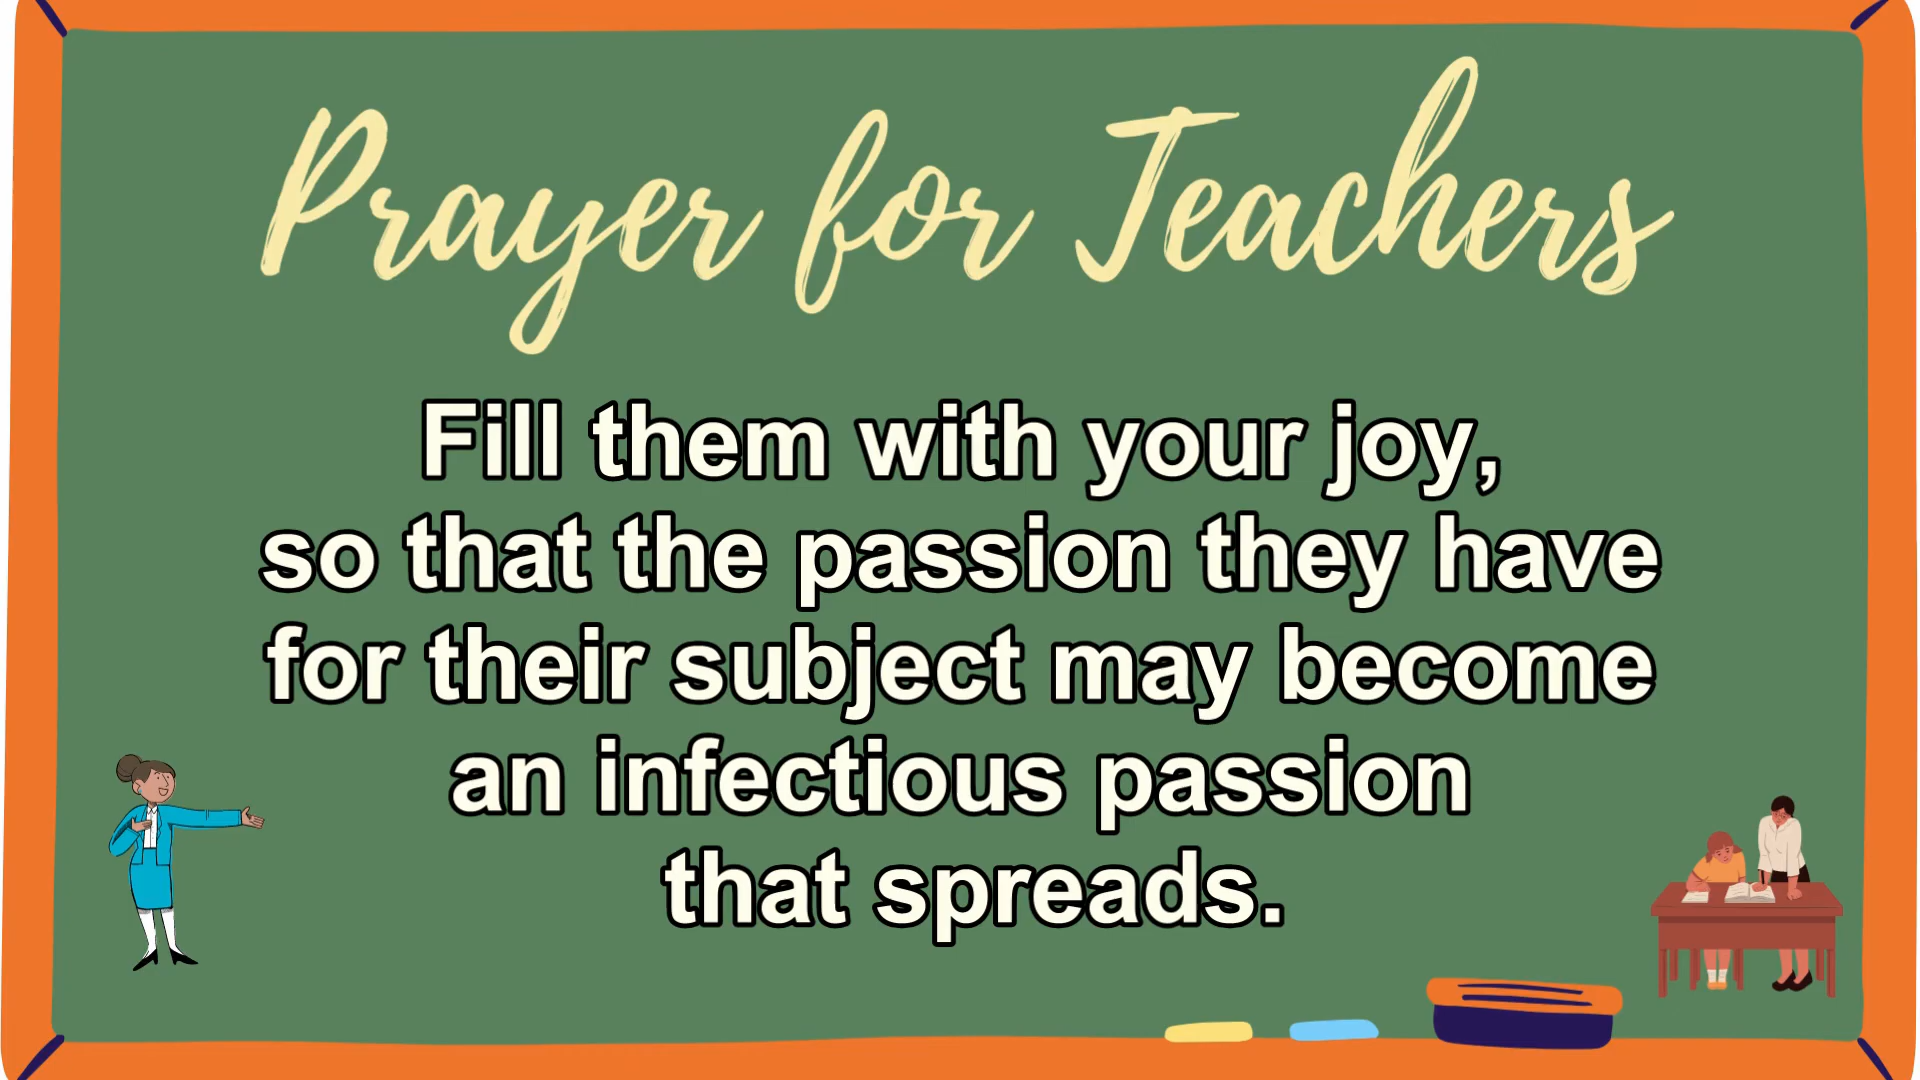 Prayer for Teachers
Fill them with your joy,
so that the passion they have
for their subject may become
an infectious passion
that spreads.